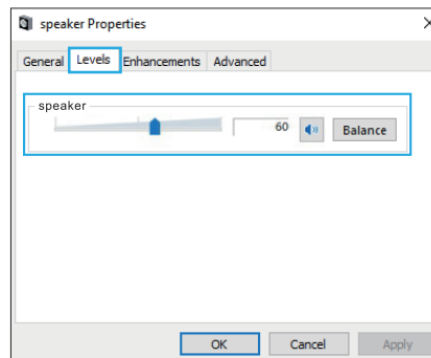 speaker Properties
General Levels Enhancements Advanced
speaker
60 Balance
OK Cancel Apply